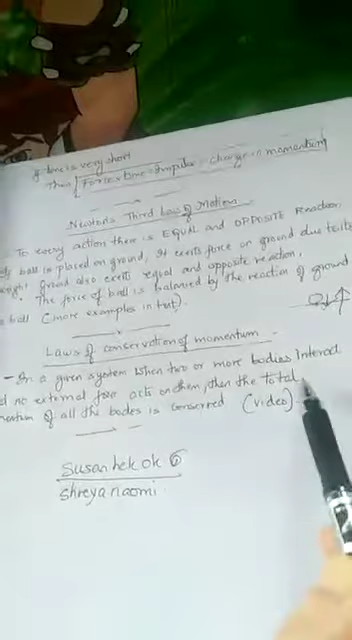 If time is very short
Then Force x time = Impulse = change in momentum
Newtons Third Law of Motion
To every action there is EQUAL and OPPOSITE Reaction.
ball is placed on ground, It exerts force on ground due to its
weight Ground also exerts equal and opposite reaction,
The force of ball is balanced by the reaction of ground
ball (more examples in text).
Laws of conservation of momentum
- In a given system when two or more bodies Interact
no external force acts on them, then the Total
mentum of all the bodies is conserved (video)
Susan hek ok 6
shreya naomi